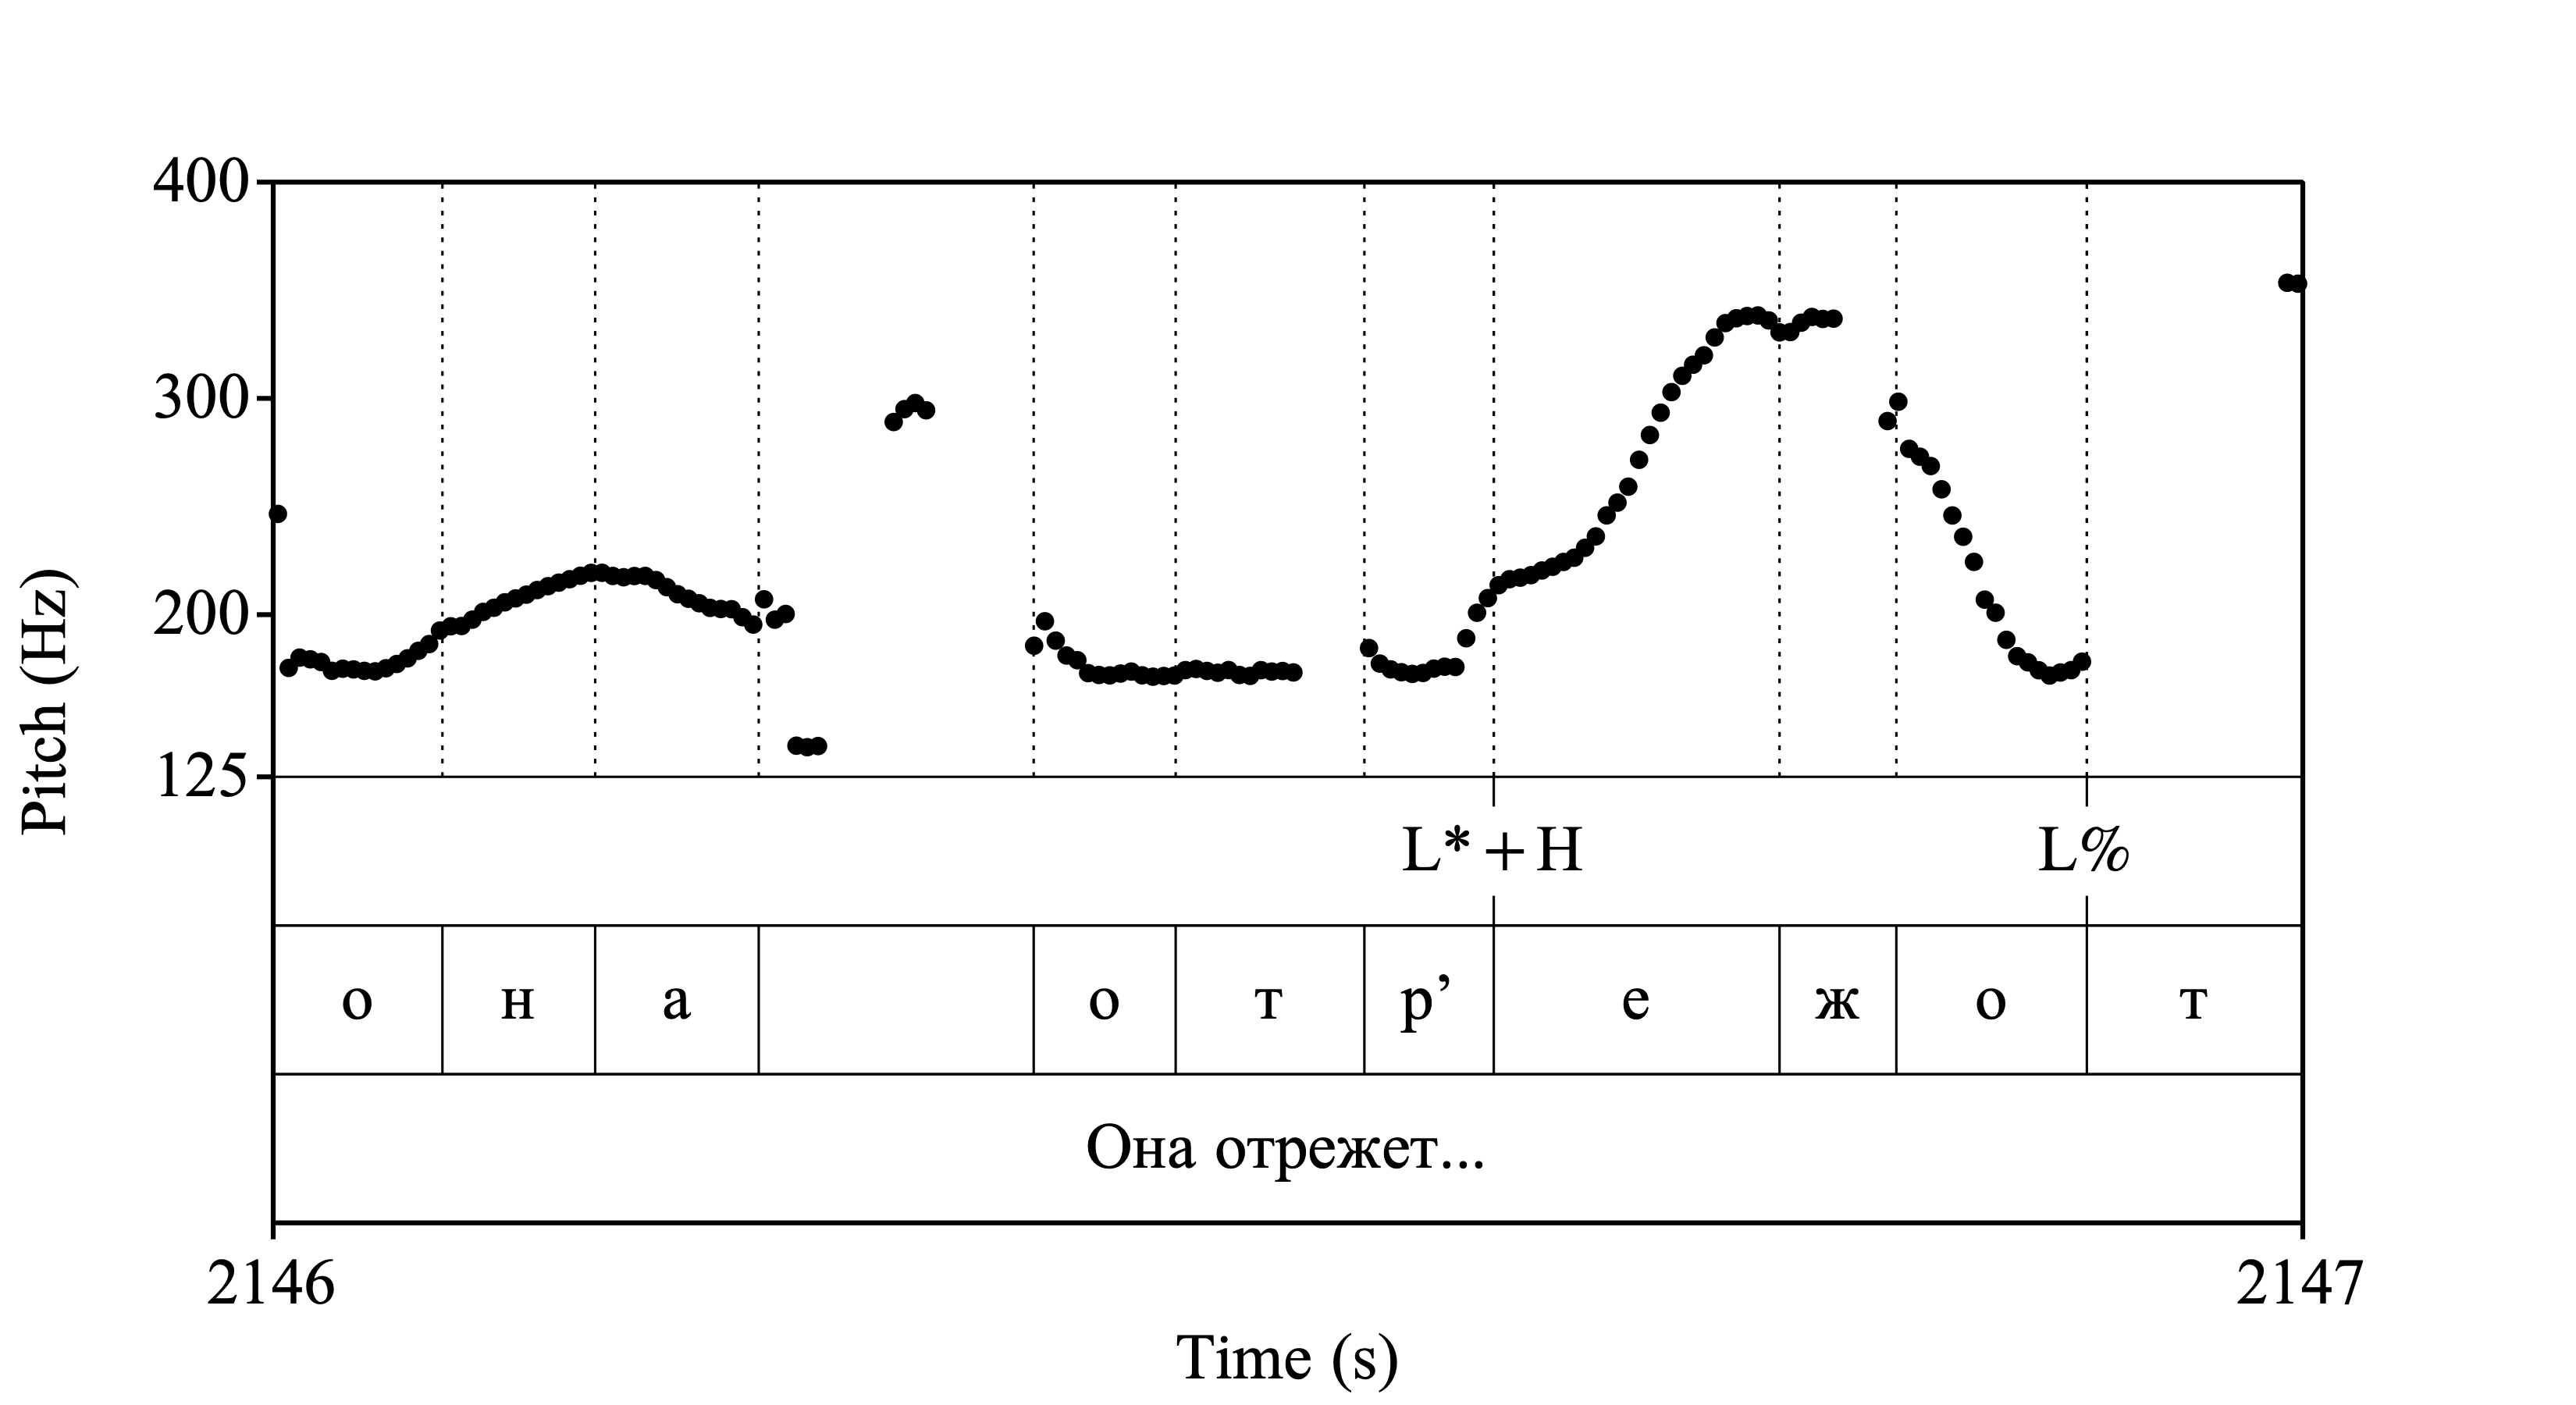 400
300
200
125
Pitch (Hz)
L*+H L%
о н а о т р’ е ж о т
Она отрежет...
2146 2147
Time (s)